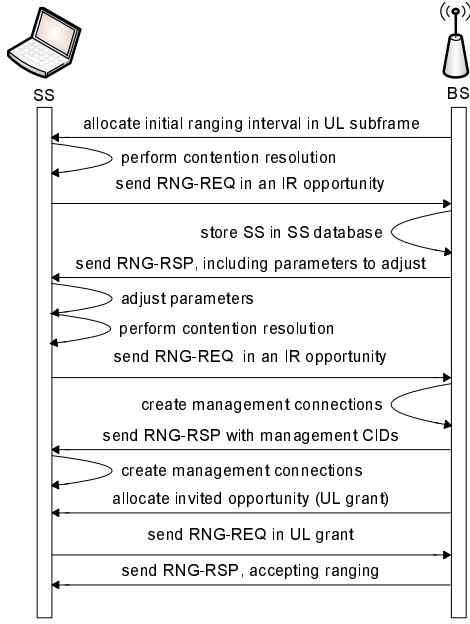 SS
BS
allocate initial ranging interval in UL subframe
perform contention resolution
send RNG-REQ in an IR opportunity
store SS in SS database
send RNG-RSP, including parameters to adjust
adjust parameters
perform contention resolution
send RNG-REQ in an IR opportunity
create management connections
send RNG-RSP with management CIDs
create management connections
allocate invited opportunity (UL grant)
send RNG-REQ in UL grant
send RNG-RSP, accepting ranging